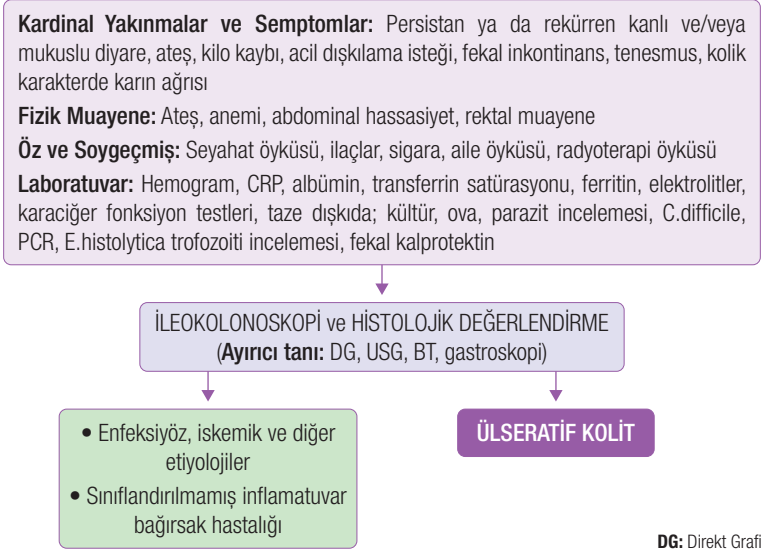 Kardinal Yakınmalar ve Semptomlar: Persistan ya da rekürren kanlı ve/veya
mukuslu diyare, ateş, kilo kaybı, acil dışkılama isteği, fekal inkontinans, tenesmus, kolik
karakterde karın ağrısı
Fizik Muayene: Ateş, anemi, abdominal hassasiyet, rektal muayene
Öz ve Soygeçmiş: Seyahat öyküsü, ilaçlar, sigara, aile öyküsü, radyoterapi öyküsü
Laboratuvar: Hemogram, CRP, albümin, transferrin satürasyonu, ferritin, elektrolitler,
karaciğer fonksiyon testleri, taze dışkıda; kültür, ova, parazit incelemesi, C.difficile,
PCR, E.histolytica trofozoiti incelemesi, fekal kalprotektin
İLEOKOLONOSKOPİ ve HİSTOLOJİK DEĞERLENDİRME
(Ayırıcı tanı: DG, USG, BT, gastroskopi)
• Enfeksiyöz, iskemik ve diğer
etiyolojiler
• Sınıflandırılmamış inflamatuvar
bağırsak hastalığı
ÜLSERATİF KOLİT
DG: Direkt Grafi